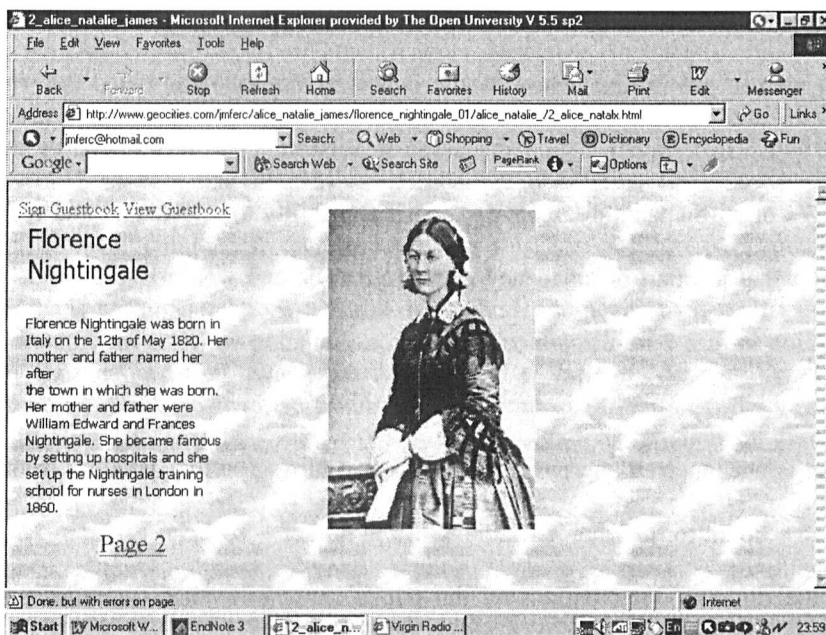 2_alice_natalie_james - Microsoft Internet Explorer provided by The Open University V 5.5 sp2
File Edit View Favorites Tools Help
Back Forward Stop Refresh Home Search Favorites History Mail Print Edit Messenger
Address http://www.geocities.com/jmferc/alice_natalie_james/florence_nightingale_01/alice_natalie_/2_alice_natalx.html Go Links
jmferc@hotmail.com Search: Web Shopping Travel Dictionary Encyclopedia Fun
Google Search Web Search Site PageRank Options
Sign Guestbook View Guestbook
Florence
Nightingale
Florence Nightingale was born in
Italy on the 12th of May 1820. Her
mother and father named her
after
the town in which she was born.
Her mother and father were
William Edward and Frances
Nightingale. She became famous
by setting up hospitals and she
set up the Nightingale training
school for nurses in London in
1860.
Page 2
Done, but with errors on page. Internet
Start Microsoft W... EndNote 3 2_alice_n... Virgin Radio ... En 23:59